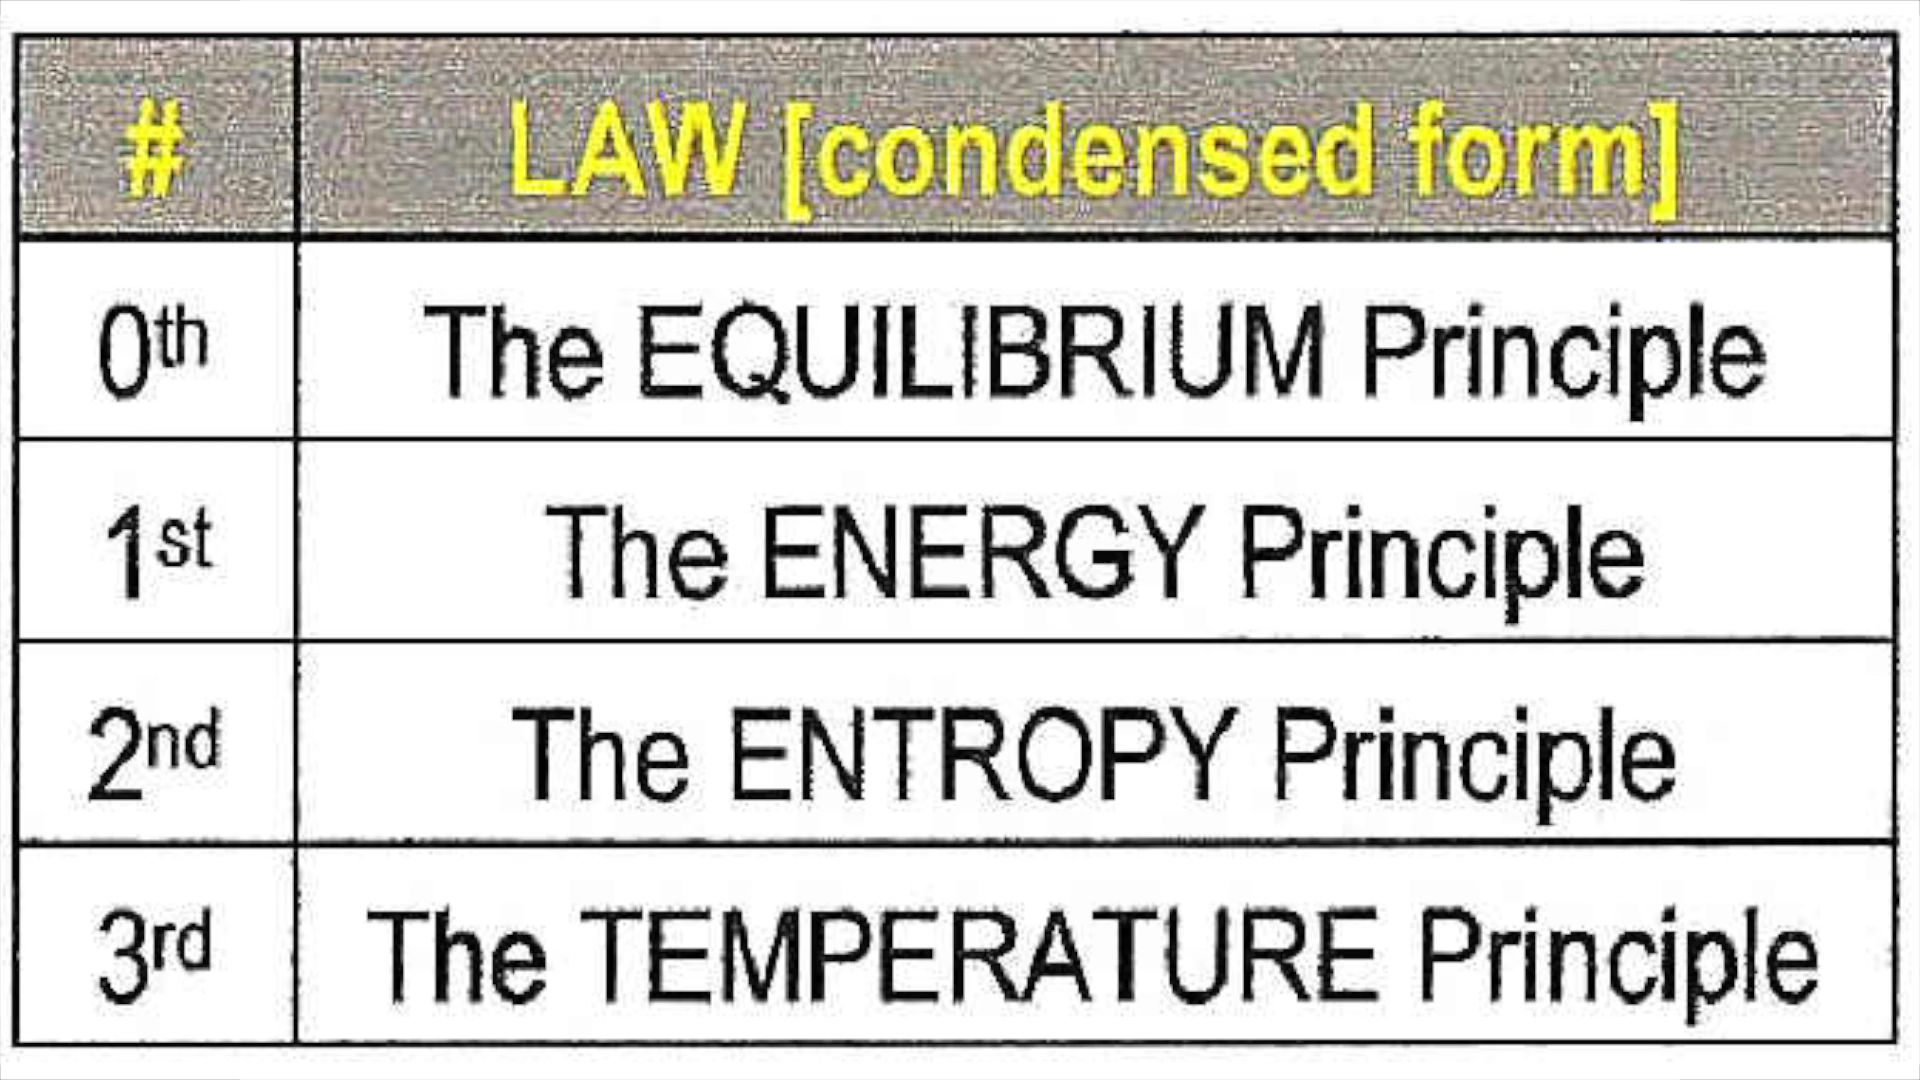 # LAW [condensed form]
0th The EQUILIBRIUM Principle
1st The ENERGY Principle
2nd The ENTROPY Principle
3rd The TEMPERATURE Principle